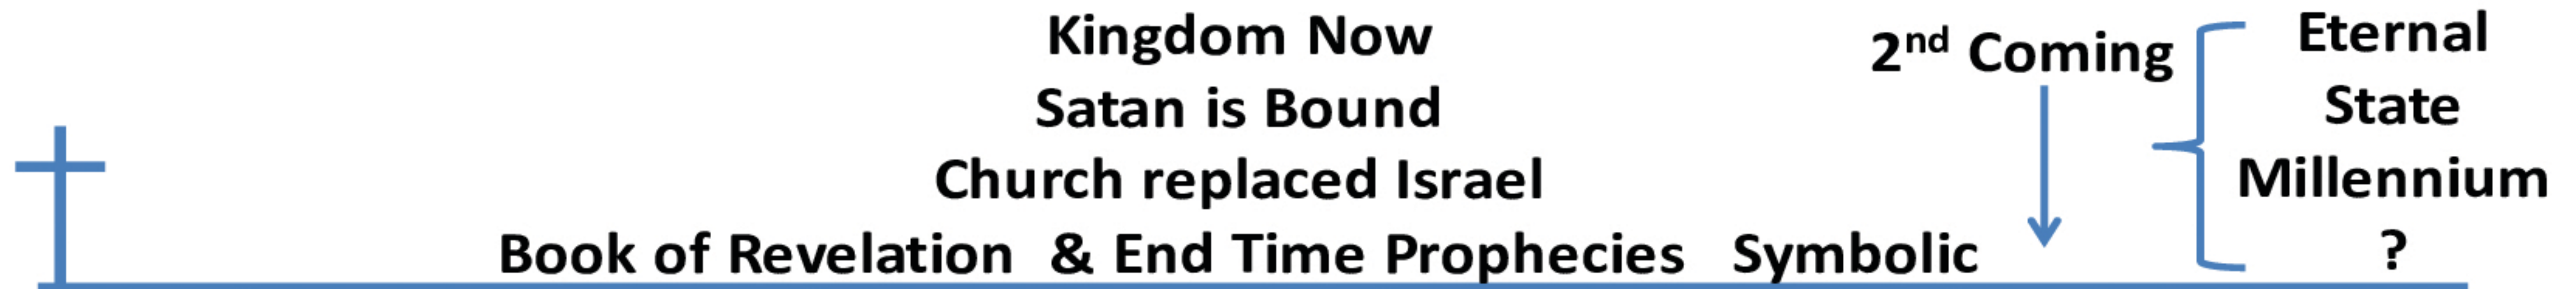 Kingdom Now
Satan is Bound
Church replaced Israel
Book of Revelation & End Time Prophecies Symbolic
2nd Coming
Eternal
State
Millennium
?